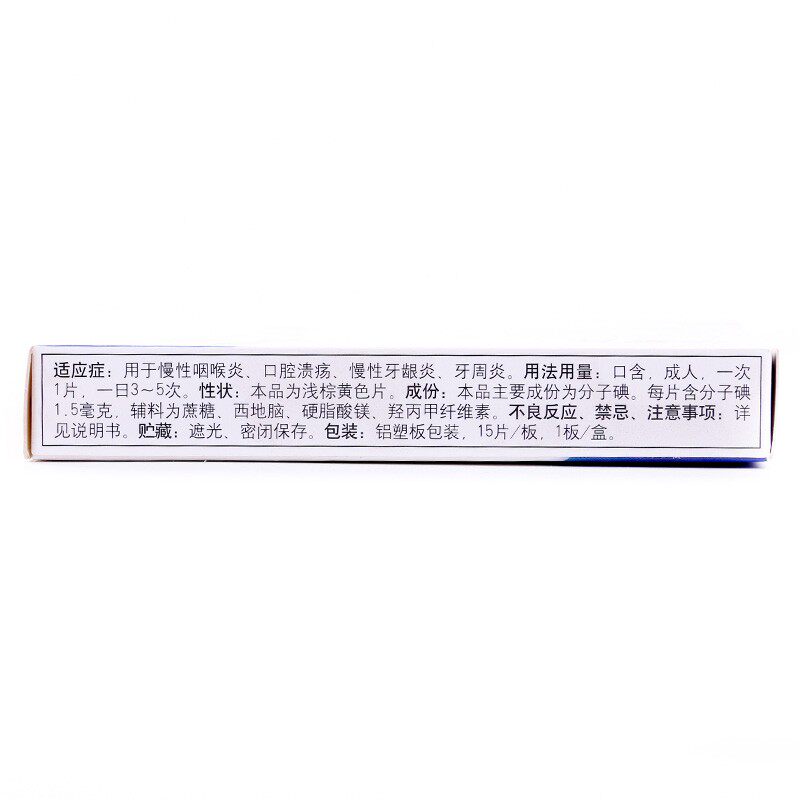 适应症：用于慢性咽喉炎、口腔溃疡、慢性牙龈炎、牙周炎。用法用量：口含，成人，一次
1片，一日3～5次。性状：本品为浅棕黄色片。成份：本品主要成份为分子碘。每片含分子碘
1.5毫克，辅料为蔗糖、西地脑、硬脂酸镁、羟丙甲纤维素。不良反应、禁忌、注意事项：详
见说明书。贮藏：遮光、密闭保存。包装：铝塑板包装，15片/板，1板/盒。